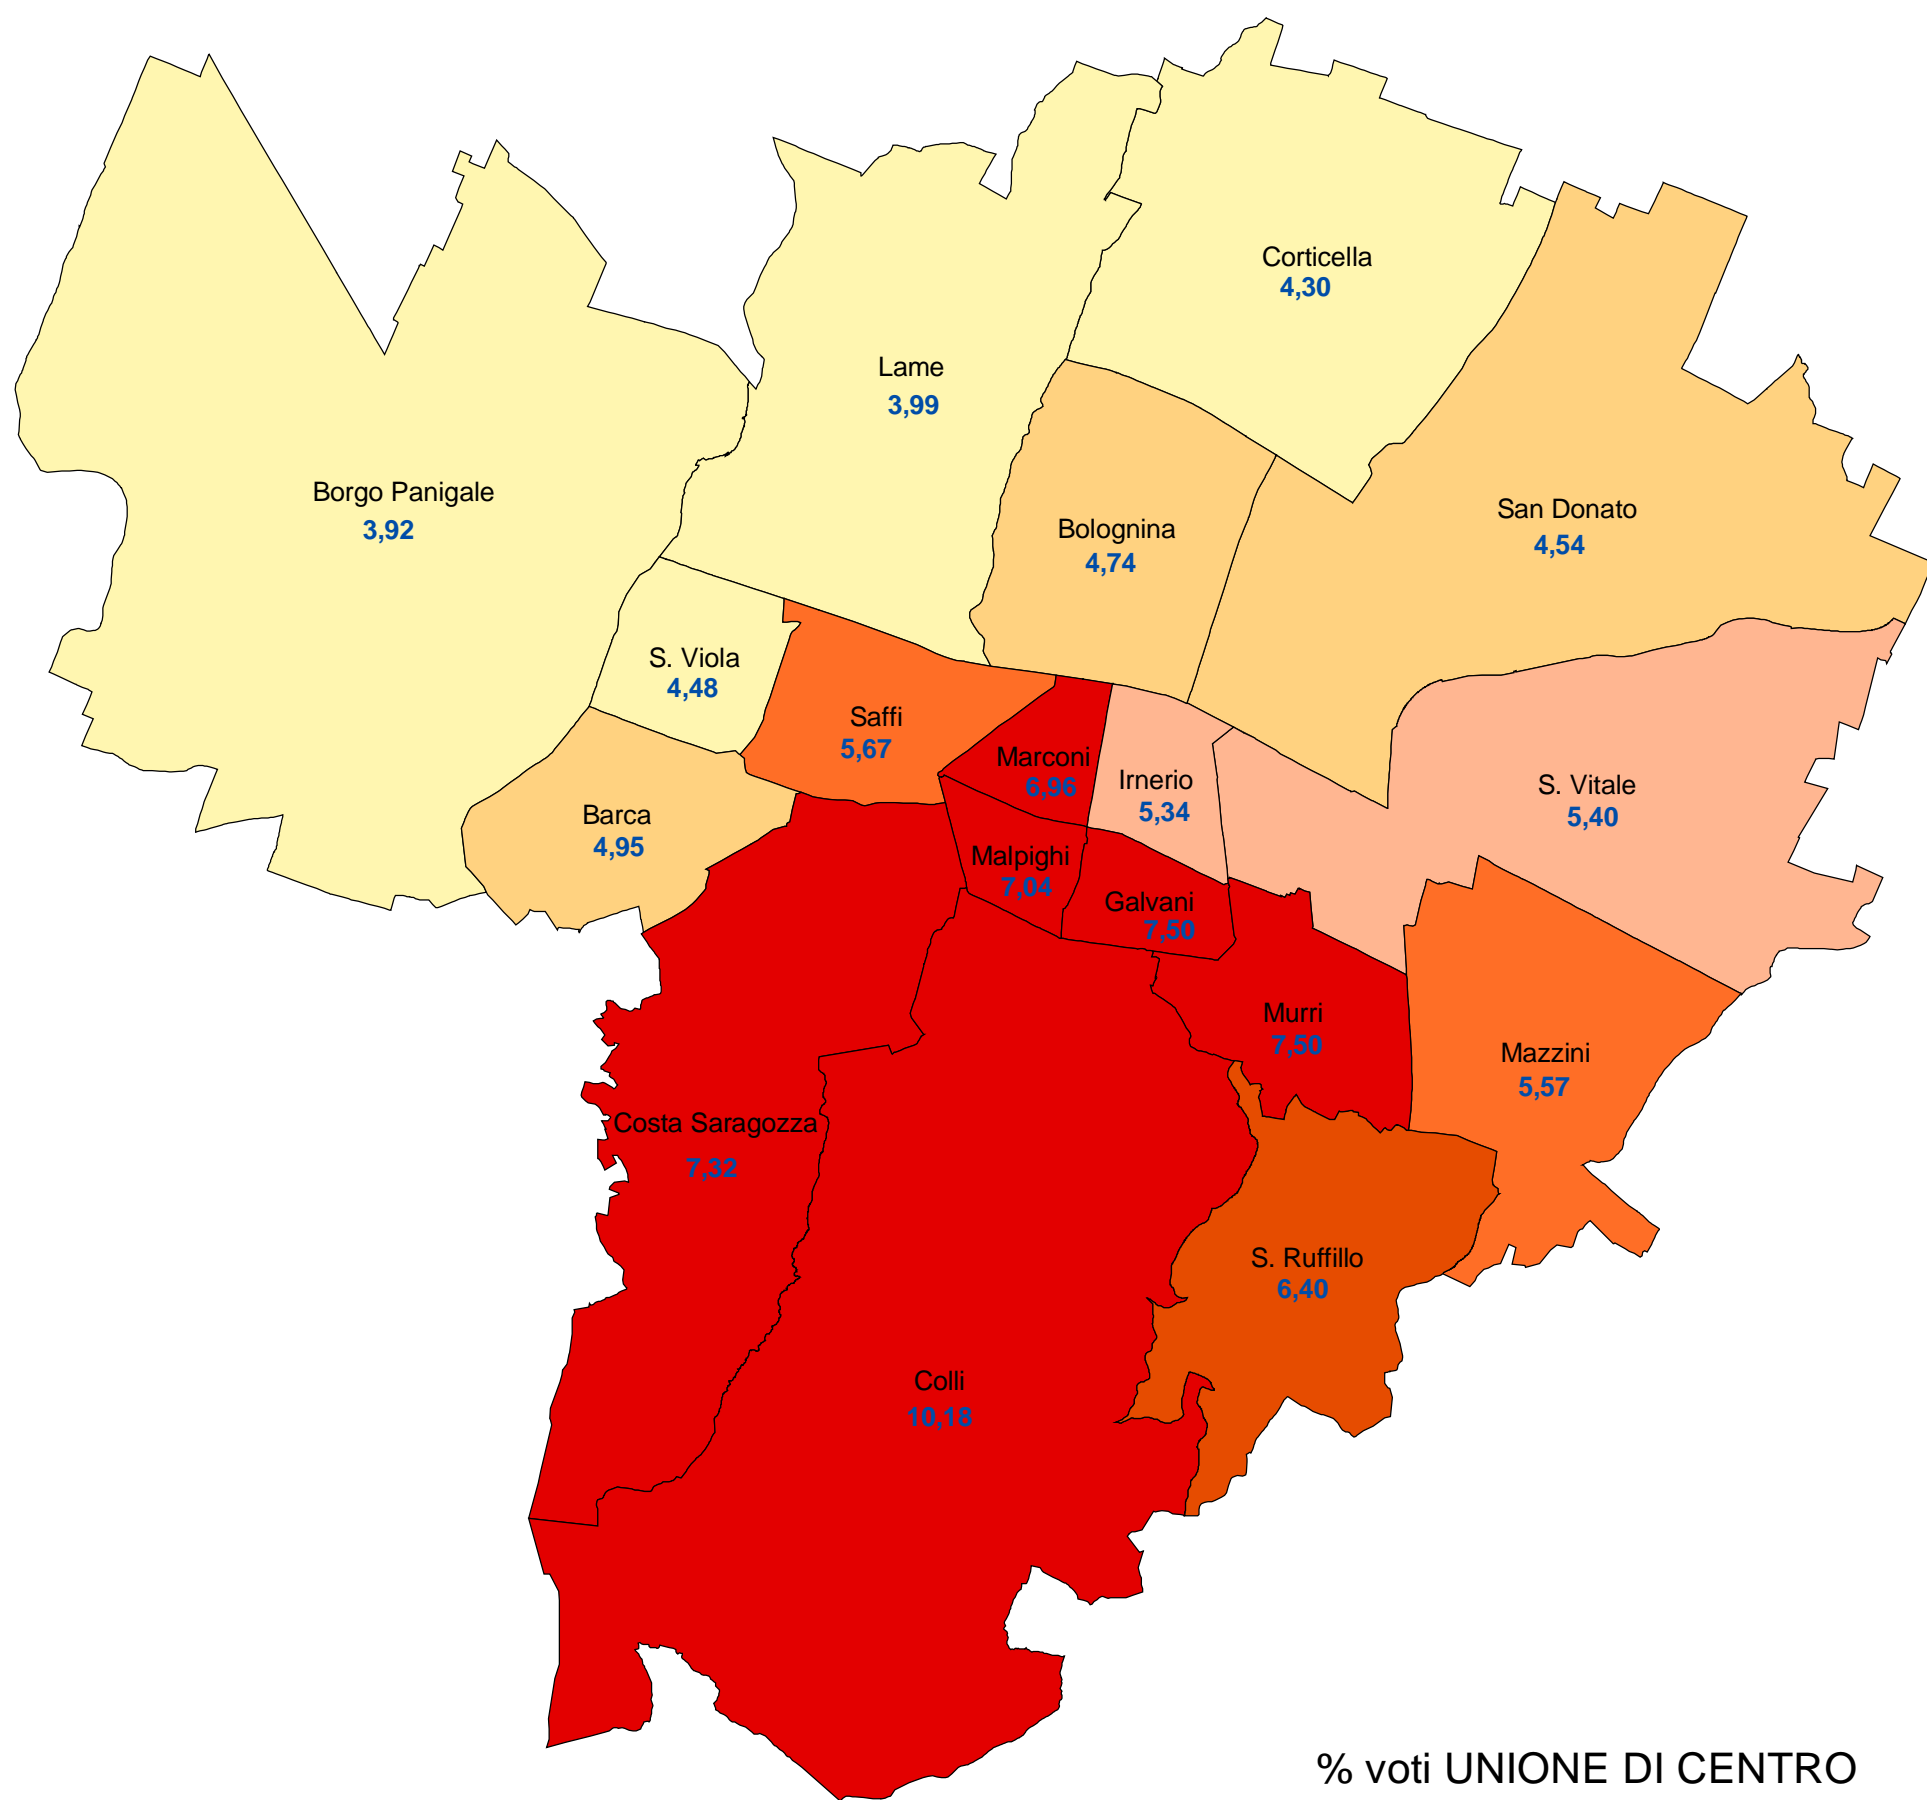 Corticella
4,30
Lame
3,99
Borgo Panigale
3,92
San Donato
4,54
Bolognina
4,74
S. Viola
4,48
Saffi
5,67
Marconi
6,96
Irnerio
5,34
S. Vitale
5,40
Barca
4,95
Malpighi
7,04
Galvani
7,50
Murri
7,50
Mazzini
5,57
Costa Saragozza
7,32
S. Ruffillo
6,40
Colli
10,18
% voti UNIONE DI CENTRO